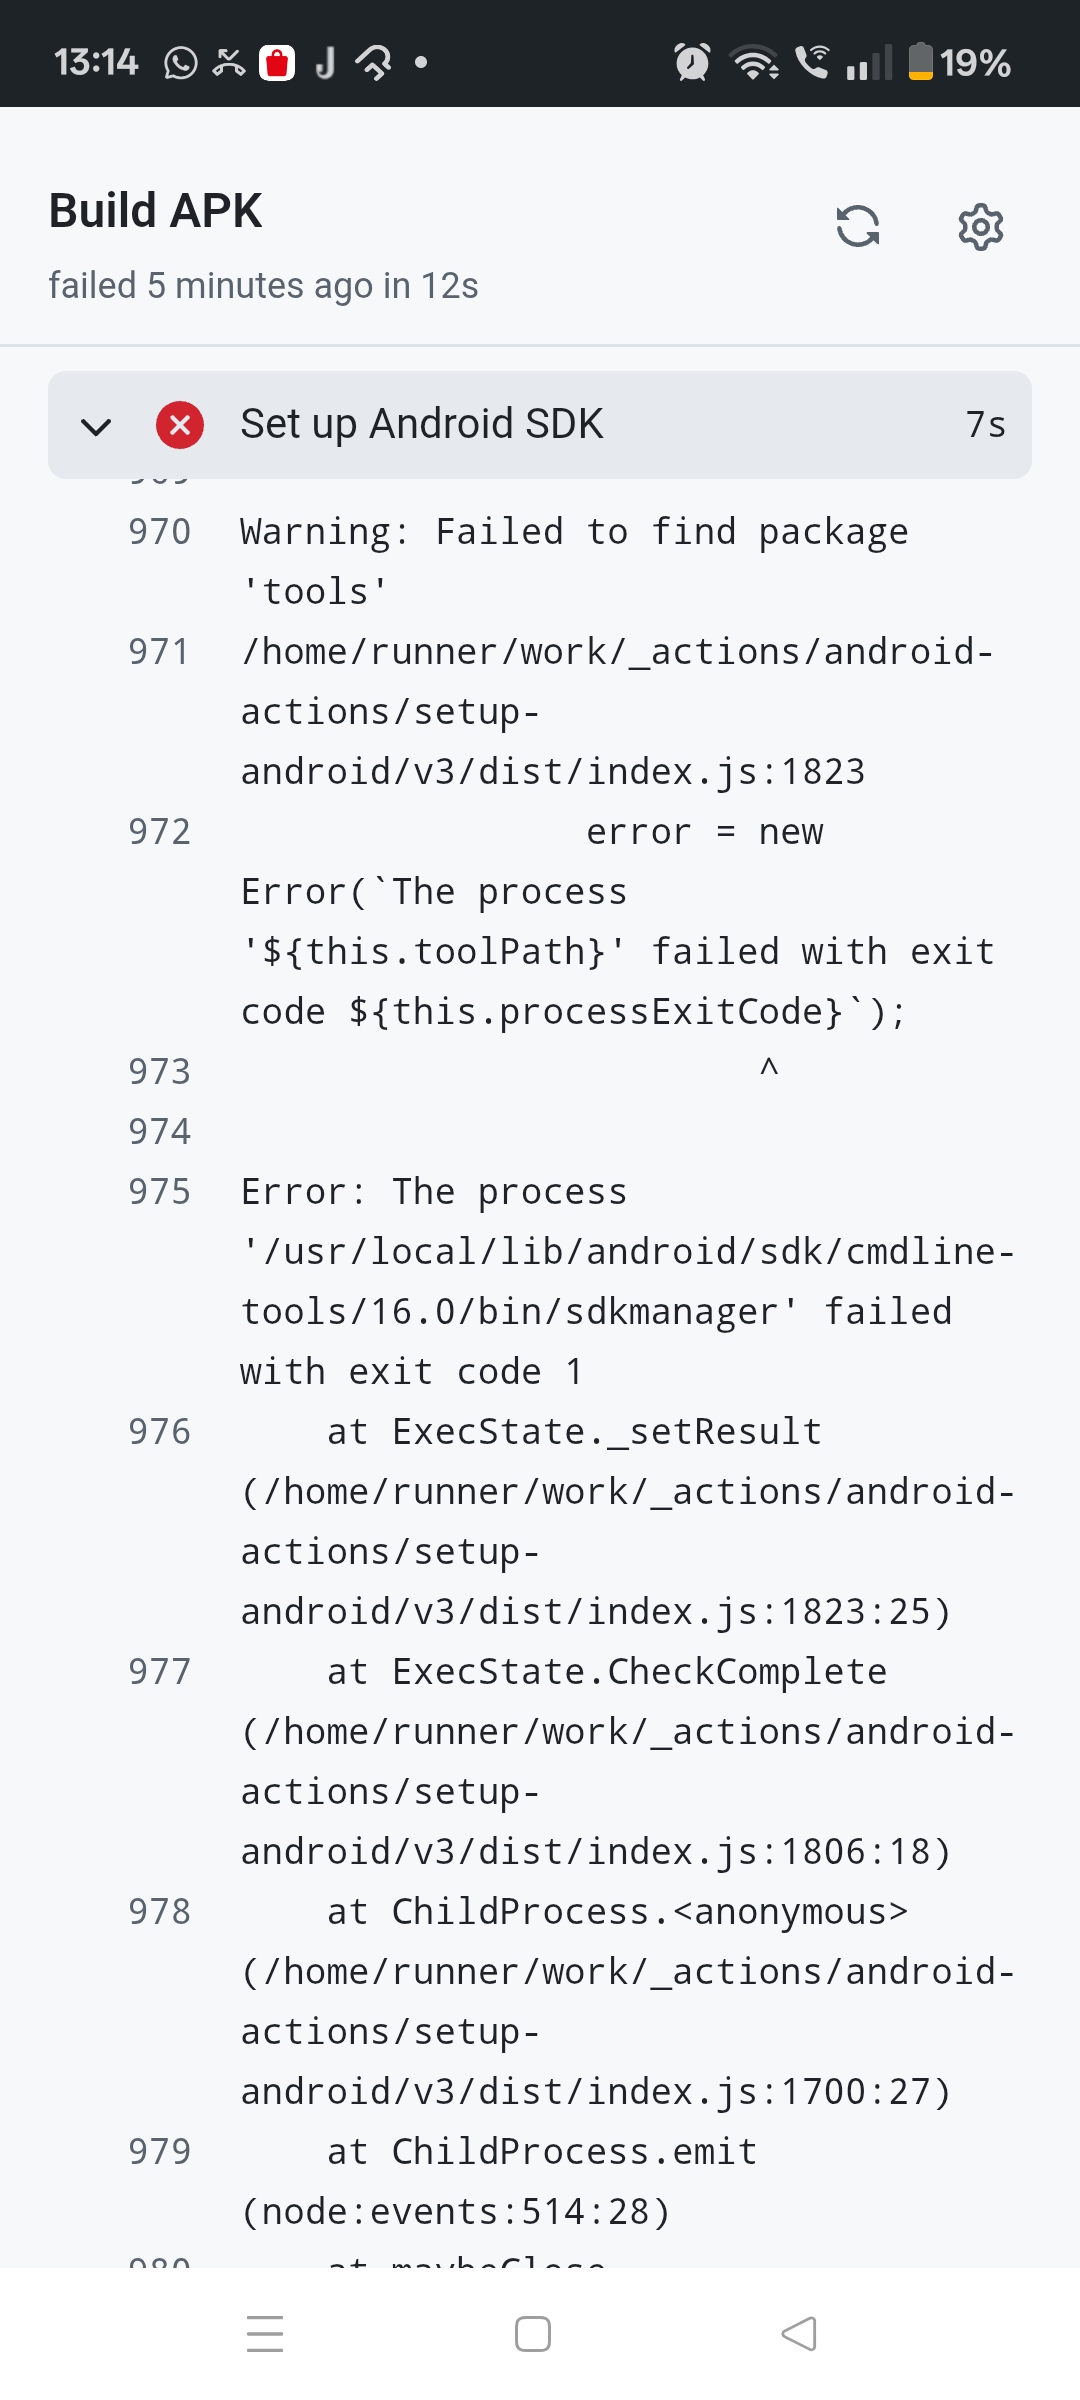 13:14
19%
Build APK
failed 5 minutes ago in 12s
Set up Android SDK 7s
969
970 Warning: Failed to find package
'tools'
971 /home/runner/work/_actions/android-
actions/setup-
android/v3/dist/index.js:1823
972                 error = new
Error(`The process
'${this.toolPath}' failed with exit
code ${this.processExitCode}`);
973                         ^
974
975 Error: The process
'/usr/local/lib/android/sdk/cmdline-
tools/16.0/bin/sdkmanager' failed
with exit code 1
976     at ExecState._setResult
(/home/runner/work/_actions/android-
actions/setup-
android/v3/dist/index.js:1823:25)
977     at ExecState.CheckComplete
(/home/runner/work/_actions/android-
actions/setup-
android/v3/dist/index.js:1806:18)
978     at ChildProcess.<anonymous>
(/home/runner/work/_actions/android-
actions/setup-
android/v3/dist/index.js:1700:27)
979     at ChildProcess.emit
(node:events:514:28)
980     at maybeClose